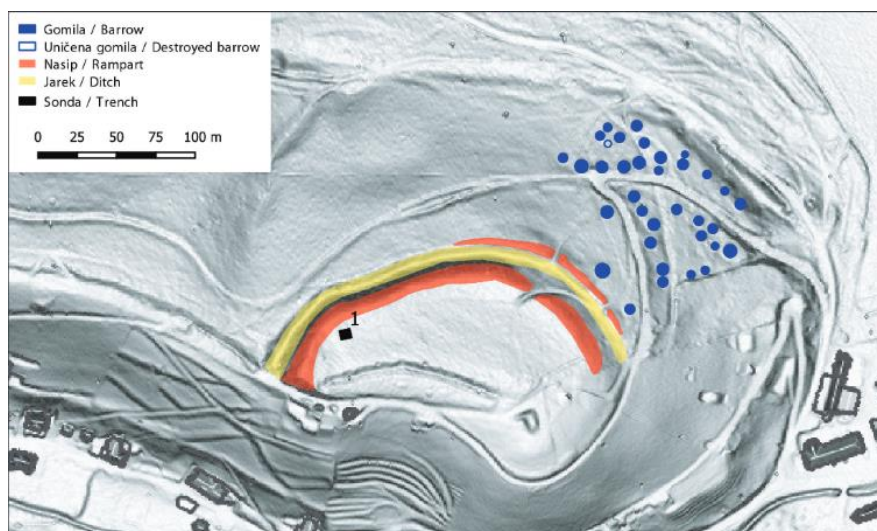 Gomila / Barrow
Uničena gomila / Destroyed barrow
Nasip / Rampart
Jarek / Ditch
Sonda / Trench
0 25 50 75 100 m
1